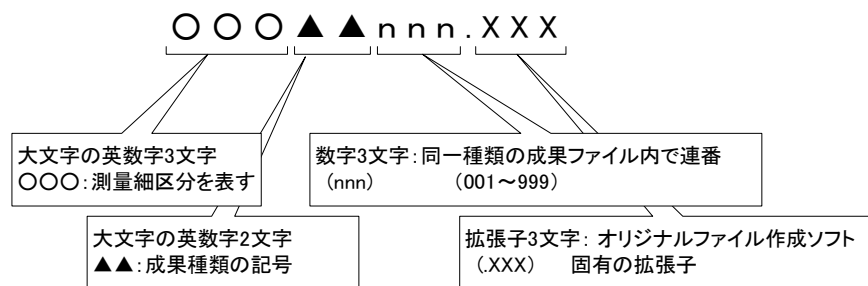 ○○○▲▲nnn.XXX
大文字の英数字3文字
○○○:測量細区分を表す
数字3文字:同一種類の成果ファイル内で連番
(nnn) (001～999)
大文字の英数字2文字
▲▲:成果種類の記号
拡張子3文字: オリジナルファイル作成ソフト
(.XXX) 固有の拡張子